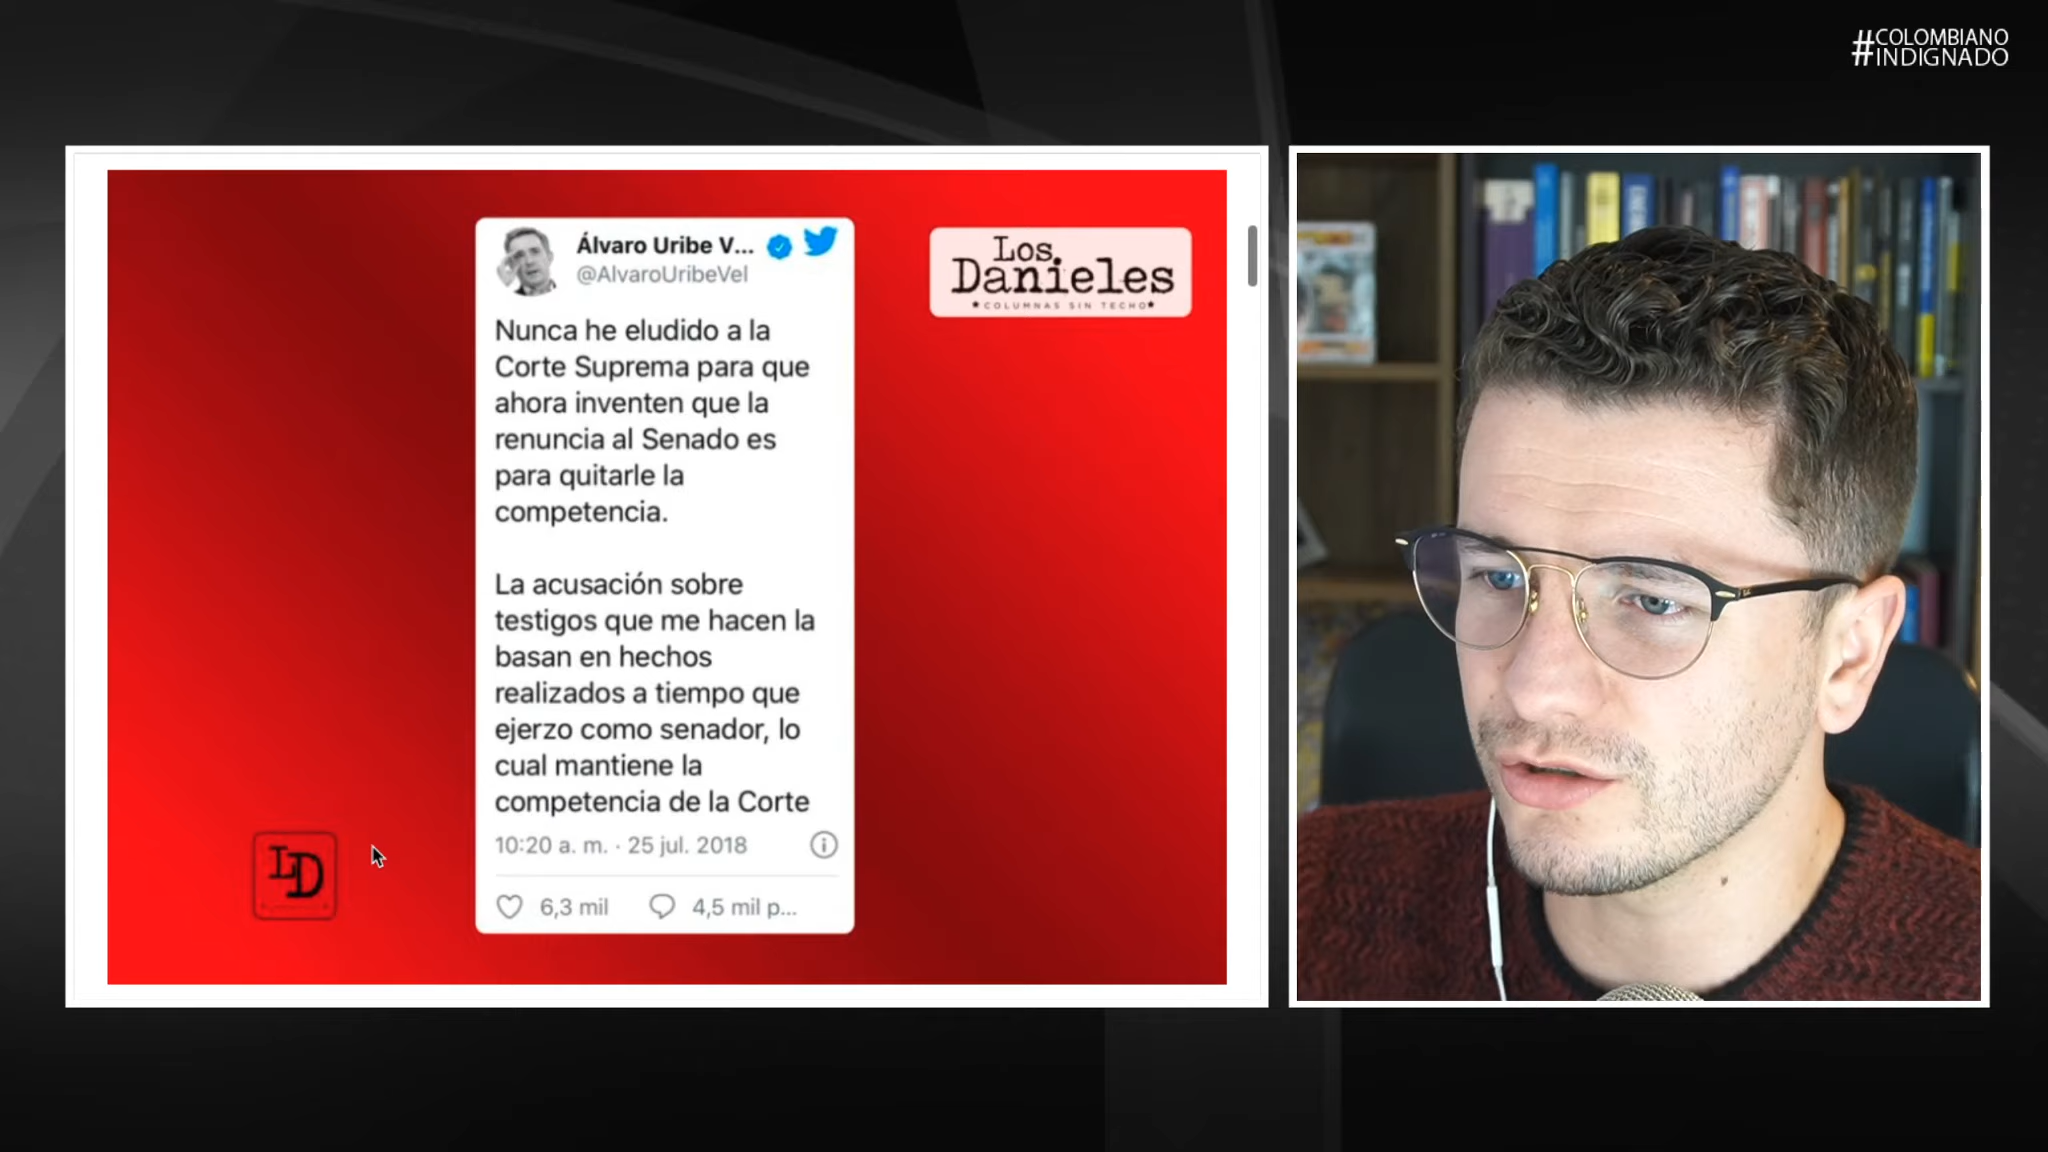 #COLOMBIANO
INDIGNADO
Álvaro Uribe V...
@AlvaroUribeVel
Nunca he eludido a la
Corte Suprema para que
ahora inventen que la
renuncia al Senado es
para quitarle la
competencia.
La acusación sobre
testigos que me hacen la
basan en hechos
realizados a tiempo que
ejerzo como senador, lo
cual mantiene la
competencia de la Corte
10:20 a. m. · 25 jul. 2018
6,3 mil
4,5 mil p...
Los
Danieles
★COLUMNAS SIN TECHO★
LD